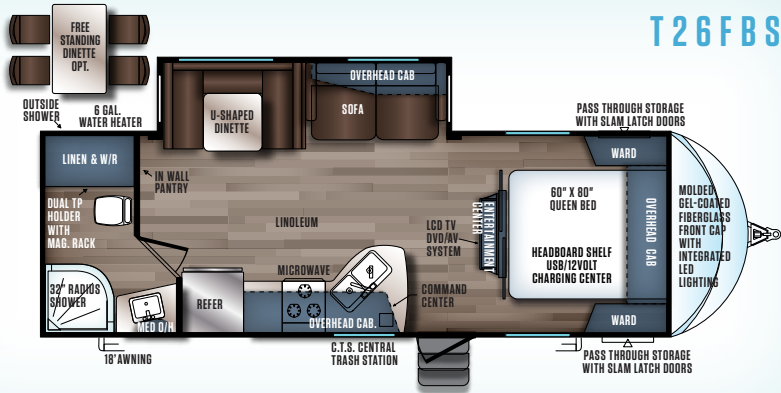 T26FBS
FREE
STANDING
DINETTE
OPT.
OUTSIDE
SHOWER
6 GAL.
WATER HEATER
U-SHAPED
DINETTE
OVERHEAD CAB
SOFA
PASS THROUGH STORAGE
WITH SLAM LATCH DOORS
LINEN & W/R
IN WALL
PANTRY
DUAL TP
HOLDER
WITH
MAG. RACK
LINOLEUM
LCD TV
DVD/AV
SYSTEM
ENTERTAINMENT
CENTER
WARD
60" X 80"
QUEEN BED
HEADBOARD SHELF
USB/12VOLT
CHARGING CENTER
OVERHEAD CAB
MOLDED
GEL-COATED
FIBERGLASS
FRONT CAP
WITH
INTEGRATED
LED
LIGHTING
32" RADIUS
SHOWER
MED O/H
REFER
MICROWAVE
OVERHEAD CAB.
COMMAND
CENTER
WARD
18'AWNING
C.T.S. CENTRAL
TRASH STATION
PASS THROUGH STORAGE
WITH SLAM LATCH DOORS